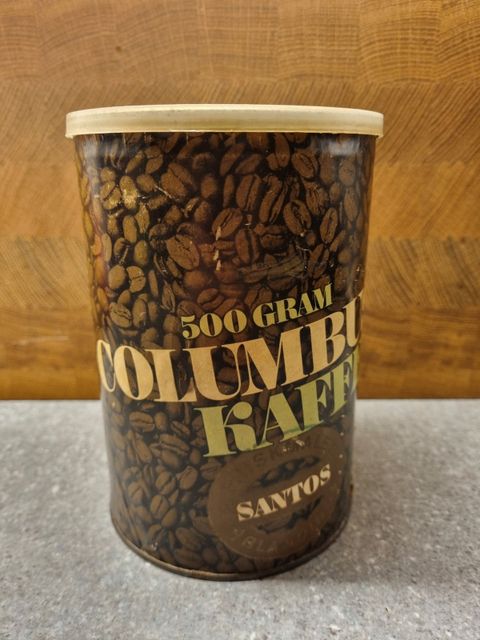 500 GRAM
COLUMBU
KAFF
SANTOS